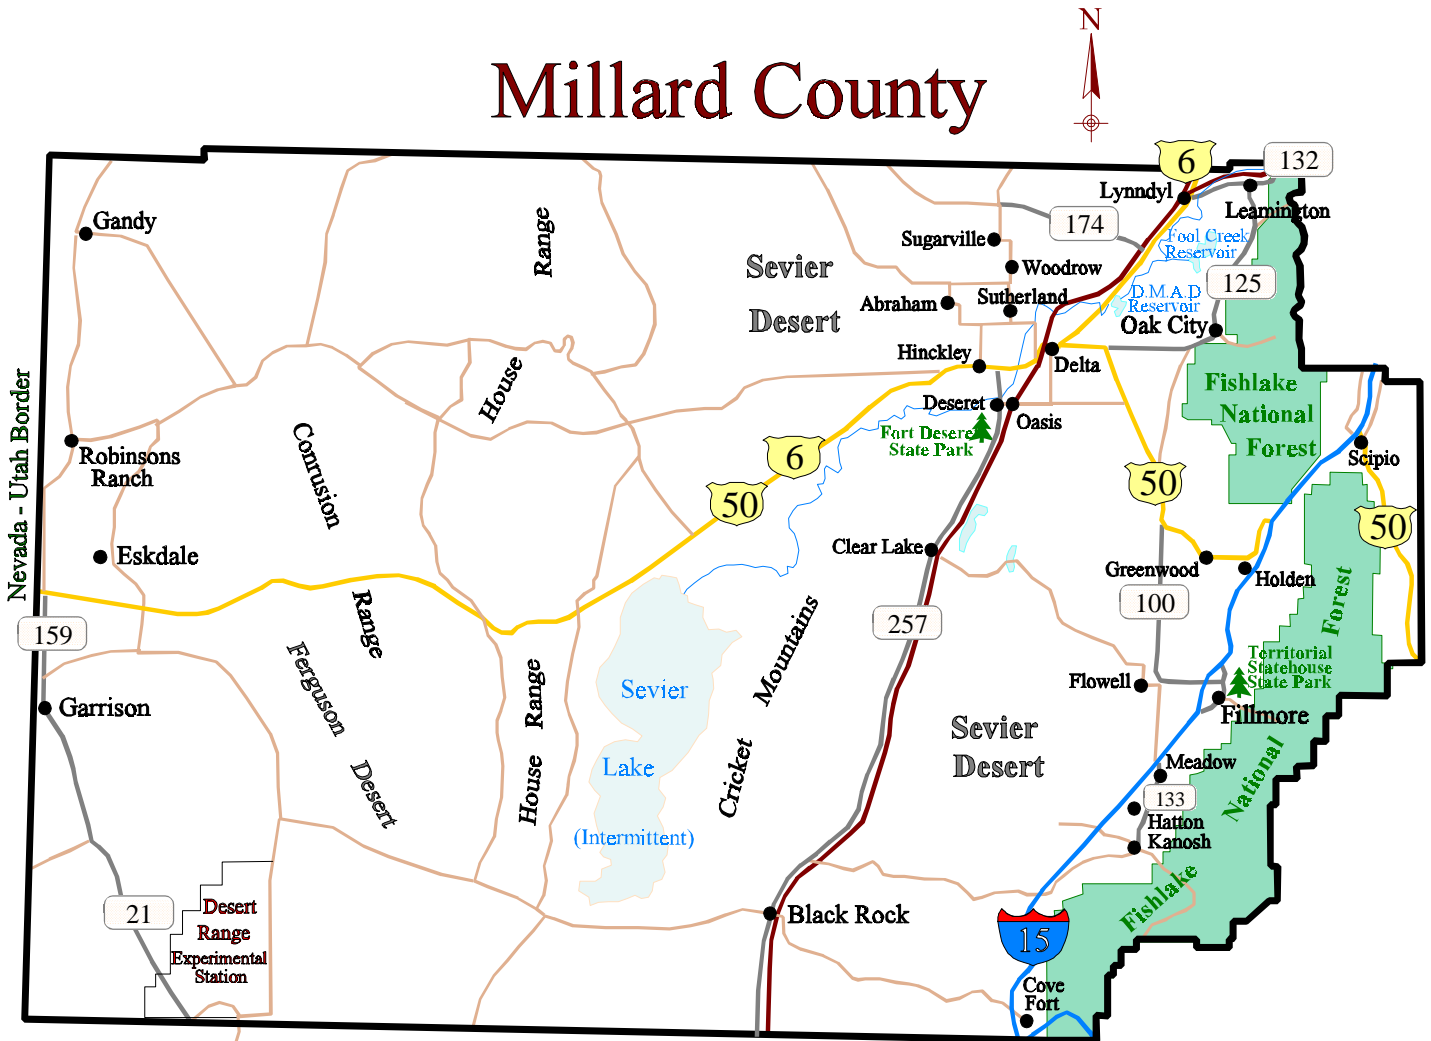 N
Millard County
6
132
Lynndyl
Leamington
Gandy
Range
174
Sugarville
Fool Creek
Reservoir
Sevier
Desert
Woodrow
125
Abraham
Sutherland
D.M.A.D
Reservoir
Oak City
Hinckley
Delta
House
Fishlake
National
Forest
Deseret
Oasis
Fort Desere
State Park
Nevada - Utah Border
Robinsons
Ranch
Conrusion
6
50
50
Scipio
50
Eskdale
Clear Lake
Greenwood
Holden
100
159
Range
257
Forest
Ferguson
Desert
House Range
Sevier
Lake
(Intermittent)
Cricket Mountains
Territorial
Statehouse
State Park
Flowell
Fillmore
Garrison
Sevier
Desert
Meadow
National
133
Hatton
Kanosh
Fishlake
21
Desert
Range
Experimental
Station
Black Rock
15
Cove
Fort